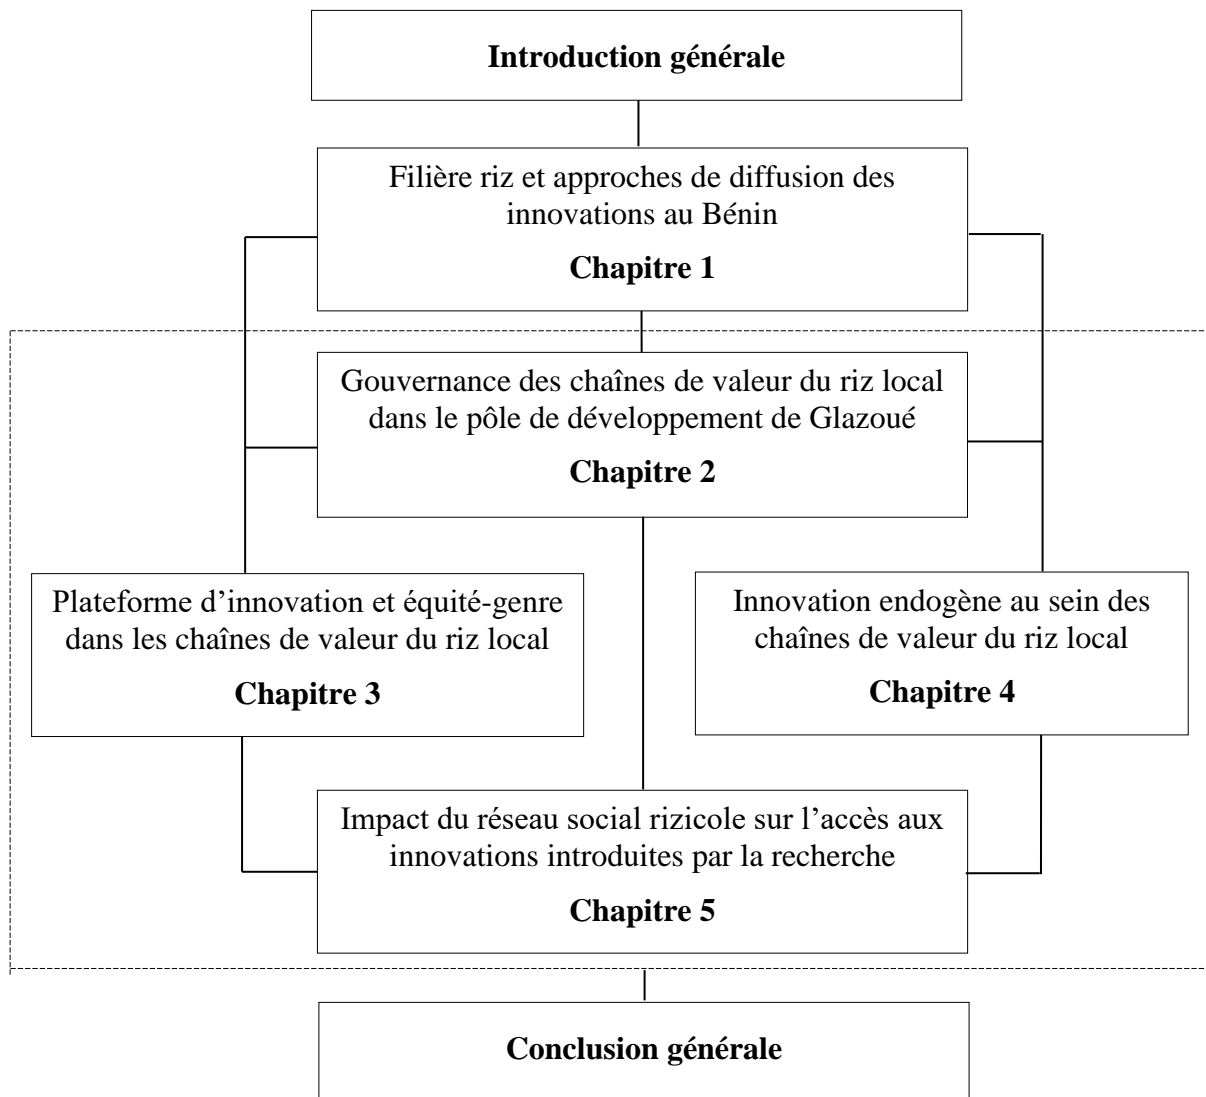 Introduction générale
Filière riz et approches de diffusion des
innovations au Bénin
Chapitre 1
Gouvernance des chaînes de valeur du riz local
dans le pôle de développement de Glazoué
Chapitre 2
Plateforme d’innovation et équité-genre
dans les chaînes de valeur du riz local
Chapitre 3
Innovation endogène au sein des
chaînes de valeur du riz local
Chapitre 4
Impact du réseau social rizicole sur l’accès aux
innovations introduites par la recherche
Chapitre 5
Conclusion générale